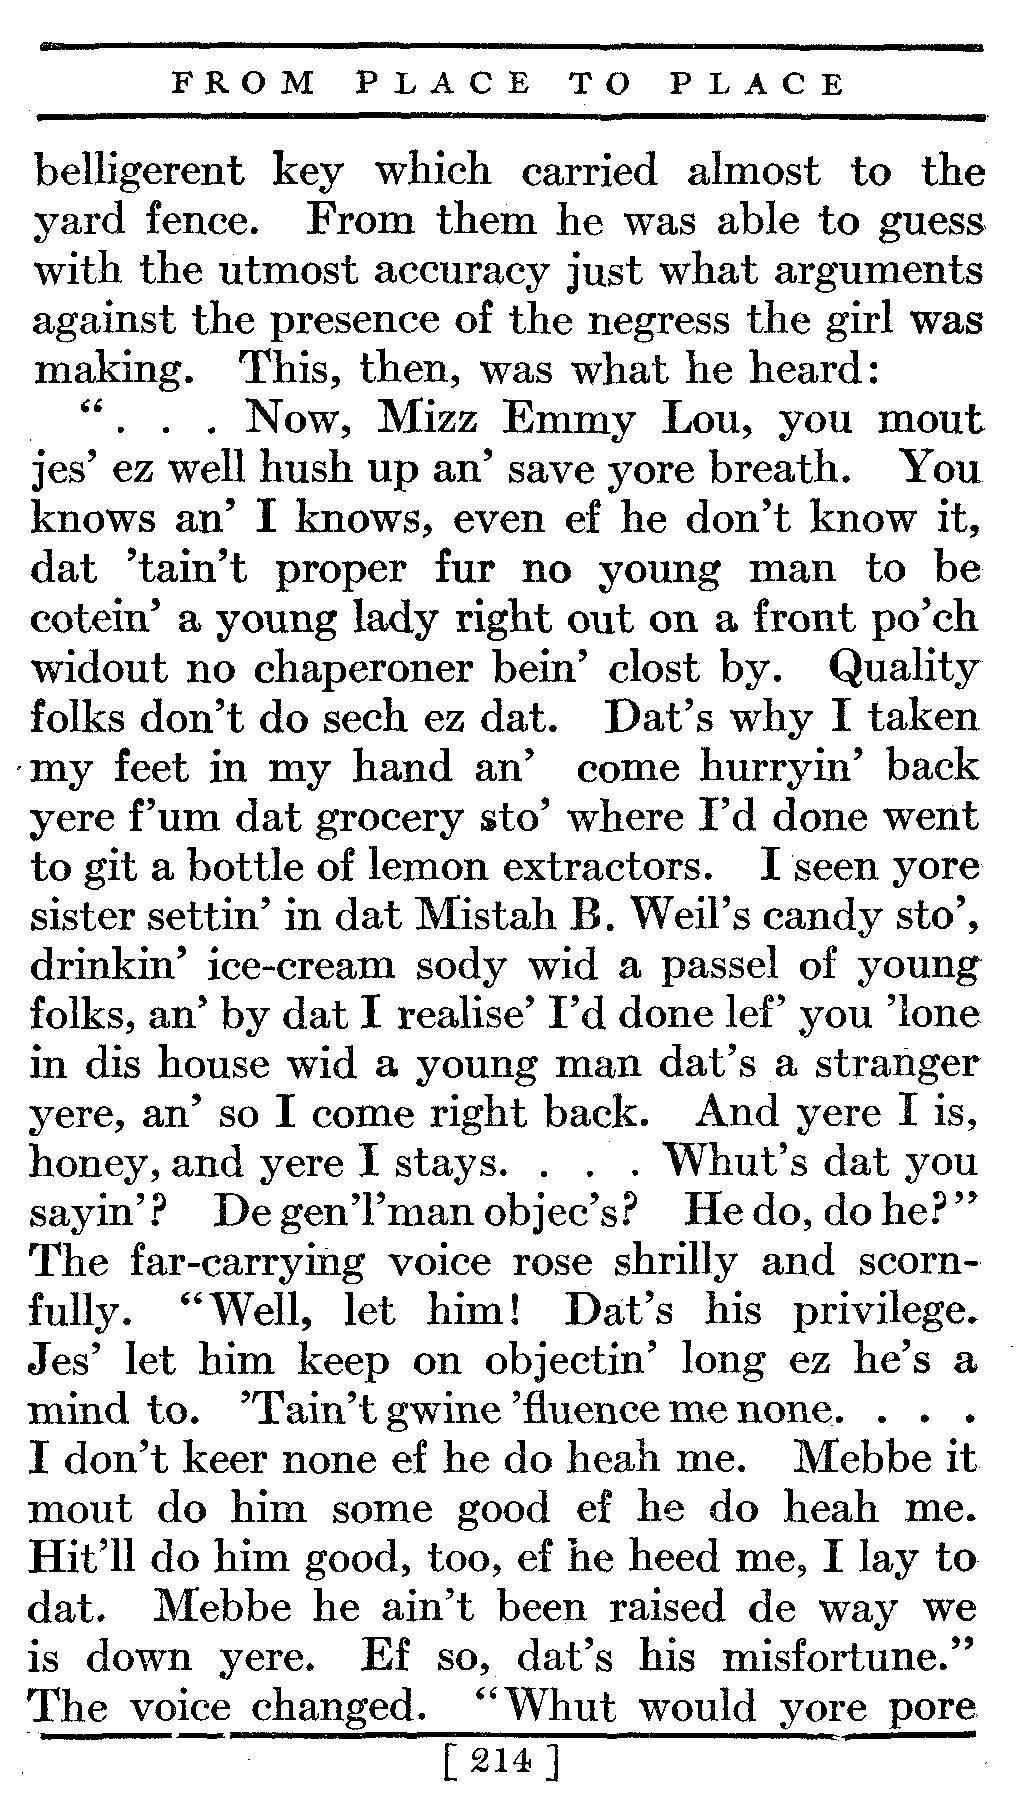 FROM PLACE TO PLACE
belligerent key which carried almost to the
yard fence. From them he was able to guess
with the utmost accuracy just what arguments
against the presence of the negress the girl was
making. This, then, was what he heard:
“. . . Now, Mizz Emmy Lou, you mout
jes’ ez well hush up an’ save yore breath. You
knows an’ I knows, even ef he don’t know it,
dat ’tain’t proper fur no young man to be
cotein’ a young lady right out on a front po’ch
widout no chaperoner bein’ clost by. Quality
folks don’t do sech ez dat. Dat’s why I taken
my feet in my hand an’ come hurryin’ back
yere f’um dat grocery sto’ where I’d done went
to git a bottle of lemon extractors. I seen yore
sister settin’ in dat Mistah B. Weil’s candy sto’,
drinkin’ ice-cream sody wid a passel of young
folks, an’ by dat I realise’ I’d done lef’ you ’lone
in dis house wid a young man dat’s a stranger
yere, an’ so I come right back. And yere I is,
honey, and yere I stays. . . . Whut’s dat you
sayin’? De gen’l’man objec’s? He do, do he?”
The far-carrying voice rose shrilly and scorn-
fully. “Well, let him! Dat’s his privilege.
Jes’ let him keep on objectin’ long ez he’s a
mind to. ’Tain’t gwine ’fluence me none. . . .
I don’t keer none ef he do heah me. Mebbe it
mout do him some good ef he do heah me.
Hit’ll do him good, too, ef he heed me, I lay to
dat. Mebbe he ain’t been raised de way we
is down yere. Ef so, dat’s his misfortune.”
The voice changed. “Whut would yore pore
[ 214 ]